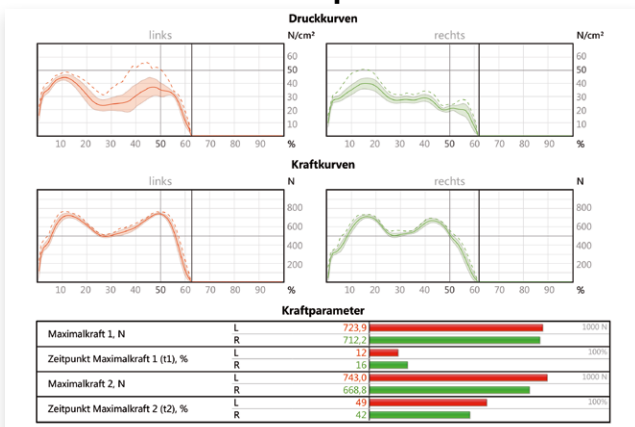 Druckkurven
links N/cm² rechts N/cm²
60 60
50 50
40 40
30 30
20 20
10 10
10 20 30 40 50 60 70 80 90 % 10 20 30 40 50 60 70 80 90 %
Kraftkurven
links N rechts N
800 800
600 600
400 400
200 200
10 20 30 40 50 60 70 80 90 % 10 20 30 40 50 60 70 80 90 %
Kraftparameter
Maximalkraft 1, N L 723,9 1000 N
R 712,2
Zeitpunkt Maximalkraft 1 (t1), % L 12 100%
R 16
Maximalkraft 2, N L 743,0 1000 N
R 668,8
Zeitpunkt Maximalkraft 2 (t2), % L 49 100%
R 42